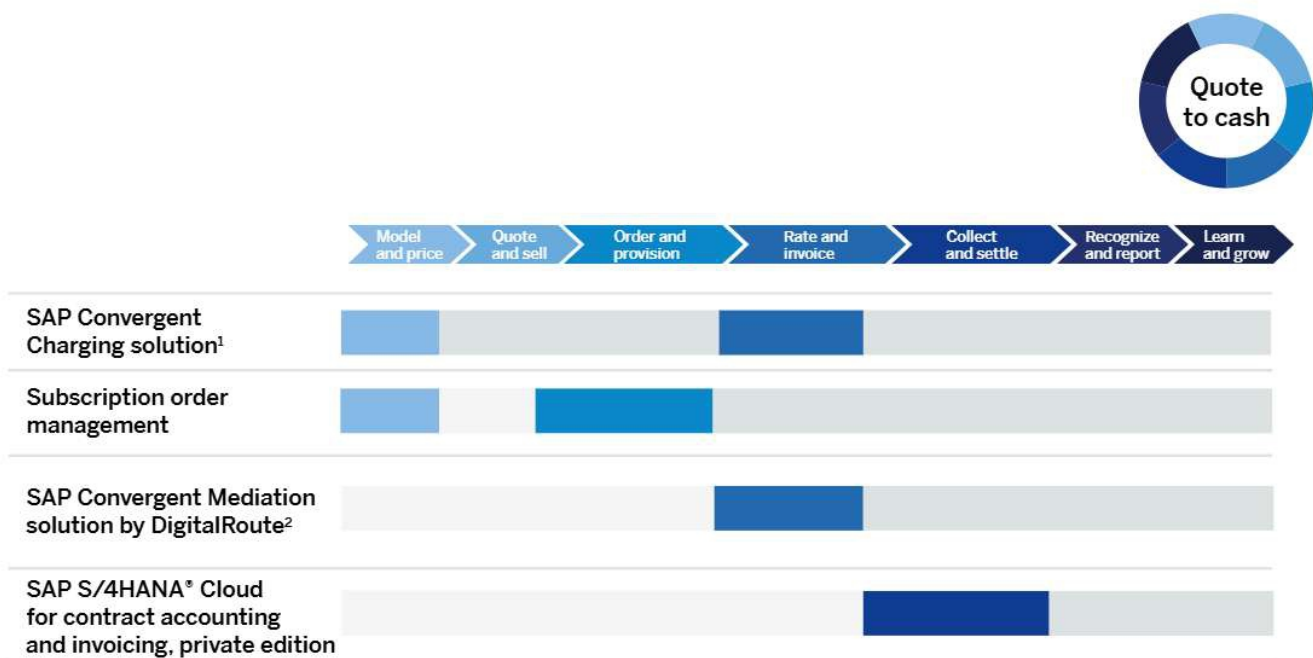 Quote
to cash
Model
and price
Quote
and sell
Order and
provision
Rate and
invoice
Collect
and settle
Recognize
and report
Learn
and grow
SAP Convergent
Charging solution¹
Subscription order
management
SAP Convergent Mediation
solution by DigitalRoute²
SAP S/4HANA® Cloud
for contract accounting
and invoicing, private edition